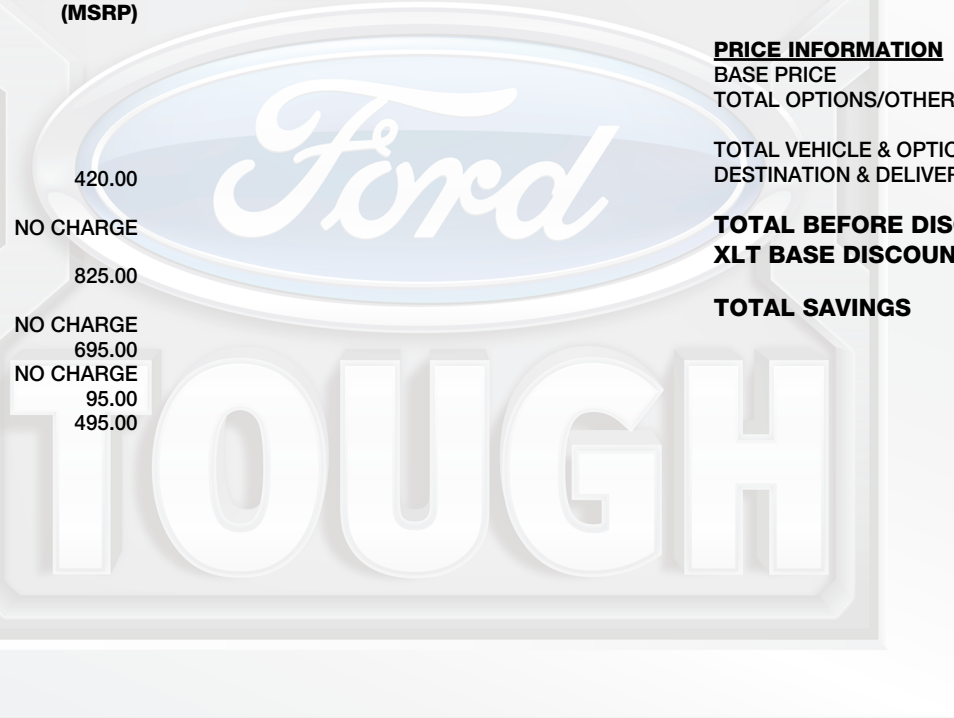 (MSRP)
420.00
NO CHARGE
825.00
NO CHARGE
695.00
NO CHARGE
95.00
495.00
PRICE INFORMATION
BASE PRICE
TOTAL OPTIONS/OTHER
TOTAL VEHICLE & OPTIO
DESTINATION & DELIVER
TOTAL BEFORE DIS
XLT BASE DISCOUN
TOTAL SAVINGS
Ford
TOUGH